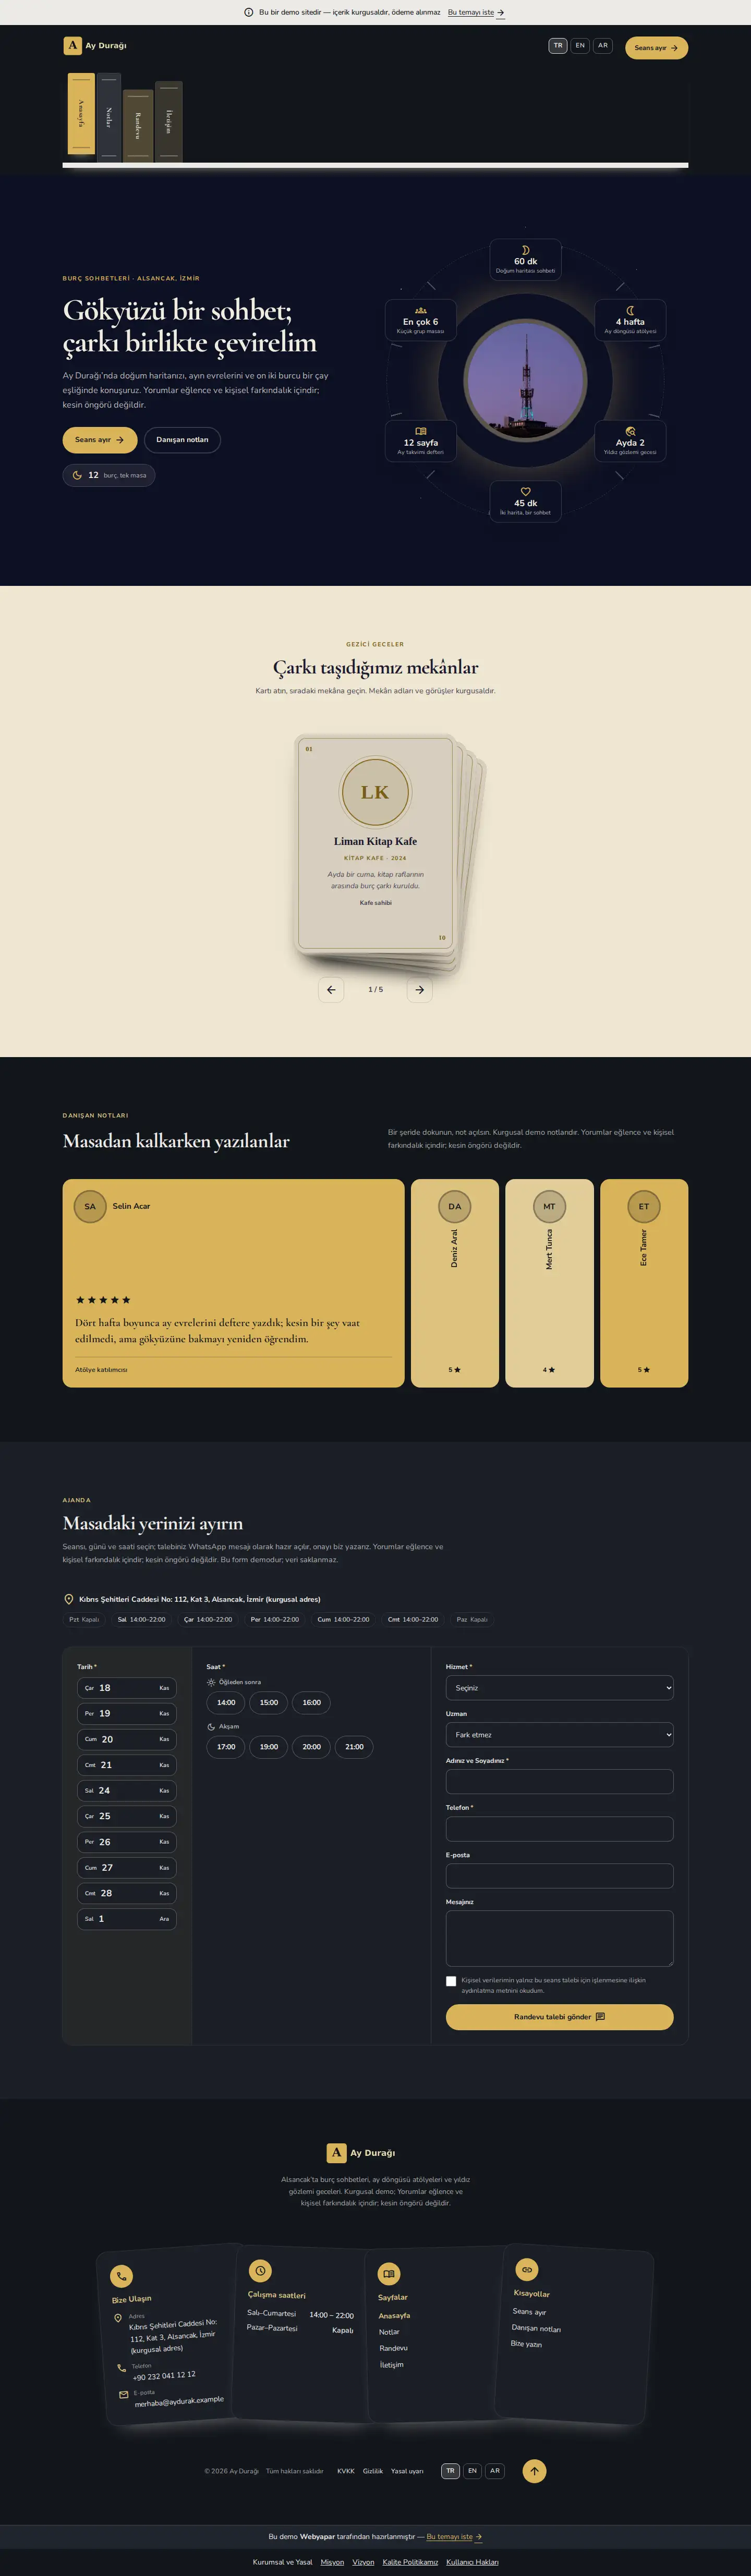 Bu bir demo sitedir — içerik kurgusaldır, ödeme alınmaz Bu temayı iste →
A Ay Durağı
TR EN AR
Seans ayır →
Anasayfa
Notlar
Randevu
İletişim
BURÇ SOHBETLERİ · ALSANCAK, İZMİR
Gökyüzü bir sohbet;
çarkı birlikte çevirelim
Ay Durağı'nda doğum haritanızı, ayın evrelerini ve on iki burcu bir çay
eşliğinde konuşuruz. Yorumlar eğlence ve kişisel farkındalık içindir;
kesin öngörü değildir.
Seans ayır →
Danışan notları
12 burç, tek masa
60 dk
Doğum haritası sohbeti
En çok 6
Küçük grup masası
4 hafta
Ay döngüsü atölyesi
12 sayfa
Ay takvimi defteri
Ayda 2
Yıldız gözlemi gecesi
45 dk
İki harita, bir sohbet
GEZİCİ GECELER
Çarkı taşıdığımız mekânlar
Kartı atın, sıradaki mekâna geçin. Mekân adları ve görüşler kurgusaldır.
01
LK
Liman Kitap Kafe
KİTAP KAFE · 2024
Ayda bir cuma, kitap raflarının
arasında burç çarkı kuruldu.
Kafe sahibi
01
← 1 / 5 →
DANIŞAN NOTLARI
Masadan kalkarken yazılanlar
Bir şeride dokunun, not açılsın. Kurgusal demo notlarıdır. Yorumlar eğlence ve kişisel
farkındalık içindir; kesin öngörü değildir.
SA Selin Acar
★★★★★
Dört hafta boyunca ay evrelerini deftere yazdık; kesin bir şey vaat
edilmedi, ama gökyüzüne bakmayı yeniden öğrendim.
Atölye katılımcısı
DA
Deniz Aral
5 ★
MT
Mert Tunca
4 ★
ET
Ece Tamer
5 ★
AJANDA
Masadaki yerinizi ayırın
Seansı, günü ve saati seçin; talebiniz WhatsApp mesajı olarak hazır açılır, onayı biz yazarız. Yorumlar eğlence ve
kişisel farkındalık içindir; kesin öngörü değildir. Bu form demodur; veri saklanmaz.
Kıbrıs Şehitleri Caddesi No: 112, Kat 3, Alsancak, İzmir (kurgusal adres)
Pzt Kapalı
Sal 14:00–22:00
Çar 14:00–22:00
Per 14:00–22:00
Cum 14:00–22:00
Cmt 14:00–22:00
Paz Kapalı
Tarih *
Çar 18 Kas
Per 19 Kas
Cum 20 Kas
Cmt 21 Kas
Sal 24 Kas
Çar 25 Kas
Per 26 Kas
Cum 27 Kas
Cmt 28 Kas
Sal 1 Ara
Saat *
Öğleden sonra
14:00 15:00 16:00
Akşam
17:00 19:00 20:00 21:00
Hizmet *
Seçiniz
Uzman
Fark etmez
Adınız ve Soyadınız *
Telefon *
E-posta
Mesajınız
Kişisel verilerimin yalnız bu seans talebi için işlenmesine ilişkin
aydınlatma metnini okudum.
Randevu talebi gönder
A Ay Durağı
Alsancak'ta burç sohbetleri, ay döngüsü atölyeleri ve yıldız
gözlemi geceleri. Kurgusal demo; Yorumlar eğlence ve
kişisel farkındalık içindir; kesin öngörü değildir.
Bize Ulaşın
Adres
Kıbrıs Şehitleri Caddesi No:
112, Kat 3, Alsancak, İzmir
(kurgusal adres)
Telefon
+90 232 041 12 12
E-posta
merhaba@aydurak.example
Çalışma saatleri
Salı–Cumartesi 14:00 – 22:00
Pazar–Pazartesi Kapalı
Sayfalar
Anasayfa
Notlar
Randevu
İletişim
Kısayollar
Seans ayır
Danışan notları
Bize yazın
© 2026 Ay Durağı Tüm hakları saklıdır KVKK Gizlilik Yasal uyarı TR EN AR
Bu demo Webyapar tarafından hazırlanmıştır — Bu temayı iste →
Kurumsal ve Yasal Misyon Vizyon Kalite Politikamız Kullanıcı Hakları